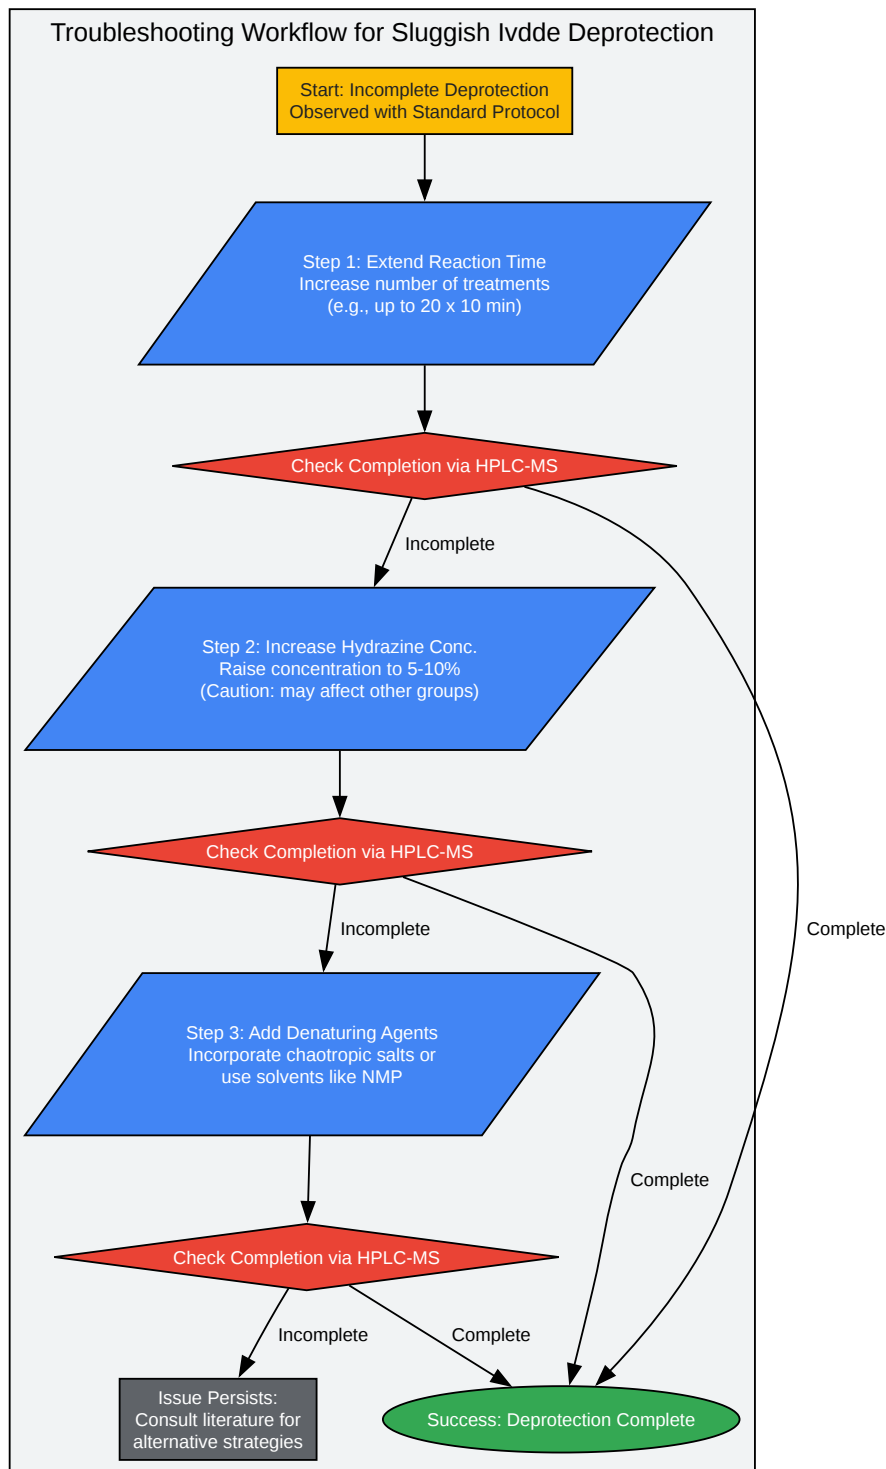 Troubleshooting Workflow for Sluggish Ivdde Deprotection
Start: Incomplete Deprotection
Observed with Standard Protocol
Step 1: Extend Reaction Time
Increase number of treatments
(e.g., up to 20 x 10 min)
Check Completion via HPLC-MS
Incomplete
Step 2: Increase Hydrazine Conc.
Raise concentration to 5-10%
(Caution: may affect other groups)
Check Completion via HPLC-MS
Incomplete
Complete
Step 3: Add Denaturing Agents
Incorporate chaotropic salts or
use solvents like NMP
Complete
Check Completion via HPLC-MS
Incomplete
Complete
Issue Persists:
Consult literature for
alternative strategies
Success: Deprotection Complete